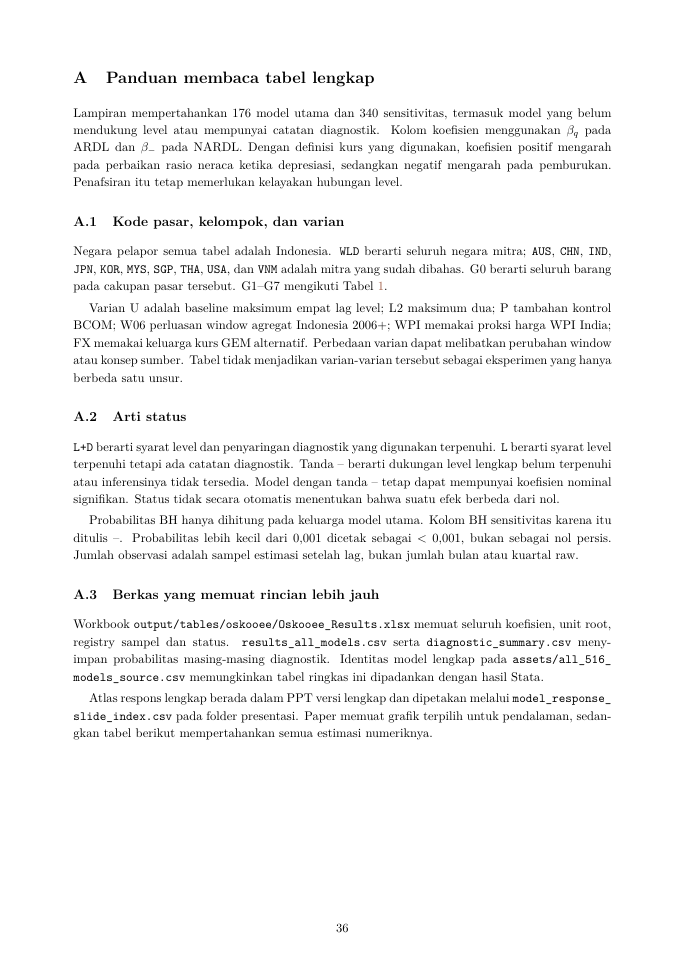 A Panduan membaca tabel lengkap
Lampiran mempertahankan 176 model utama dan 340 sensitivitas, termasuk model yang belum
mendukung level atau mempunyai catatan diagnostik. Kolom koefisien menggunakan βq pada
ARDL dan β− pada NARDL. Dengan definisi kurs yang digunakan, koefisien positif mengarah
pada perbaikan rasio neraca ketika depresiasi, sedangkan negatif mengarah pada pemburukan.
Penafsiran itu tetap memerlukan kelayakan hubungan level.
A.1 Kode pasar, kelompok, dan varian
Negara pelapor semua tabel adalah Indonesia. WLD berarti seluruh negara mitra; AUS, CHN, IND,
JPN, KOR, MYS, SGP, THA, USA, dan VNM adalah mitra yang sudah dibahas. G0 berarti seluruh barang
pada cakupan pasar tersebut. G1–G7 mengikuti Tabel 1.
Varian U adalah baseline maksimum empat lag level; L2 maksimum dua; P tambahan kontrol
BCOM; W06 perluasan window agregat Indonesia 2006+; WPI memakai proksi harga WPI India;
FX memakai keluarga kurs GEM alternatif. Perbedaan varian dapat melibatkan perubahan window
atau konsep sumber. Tabel tidak menjadikan varian-varian tersebut sebagai eksperimen yang hanya
berbeda satu unsur.
A.2 Arti status
L+D berarti syarat level dan penyaringan diagnostik yang digunakan terpenuhi. L berarti syarat level
terpenuhi tetapi ada catatan diagnostik. Tanda – berarti dukungan level lengkap belum terpenuhi
atau inferensinya tidak tersedia. Model dengan tanda – tetap dapat mempunyai koefisien nominal
signifikan. Status tidak secara otomatis menentukan bahwa suatu efek berbeda dari nol.
Probabilitas BH hanya dihitung pada keluarga model utama. Kolom BH sensitivitas karena itu
ditulis –. Probabilitas lebih kecil dari 0,001 dicetak sebagai < 0,001, bukan sebagai nol persis.
Jumlah observasi adalah sampel estimasi setelah lag, bukan jumlah bulan atau kuartal raw.
A.3 Berkas yang memuat rincian lebih jauh
Workbook output/tables/oskooee/Oskooee_Results.xlsx memuat seluruh koefisien, unit root,
registry sampel dan status. results_all_models.csv serta diagnostic_summary.csv meny-
impan probabilitas masing-masing diagnostik. Identitas model lengkap pada assets/all_516_
models_source.csv memungkinkan tabel ringkas ini dipadankan dengan hasil Stata.
Atlas respons lengkap berada dalam PPT versi lengkap dan dipetakan melalui model_response_
slide_index.csv pada folder presentasi. Paper memuat grafik terpilih untuk pendalaman, sedan-
gkan tabel berikut mempertahankan semua estimasi numeriknya.
36